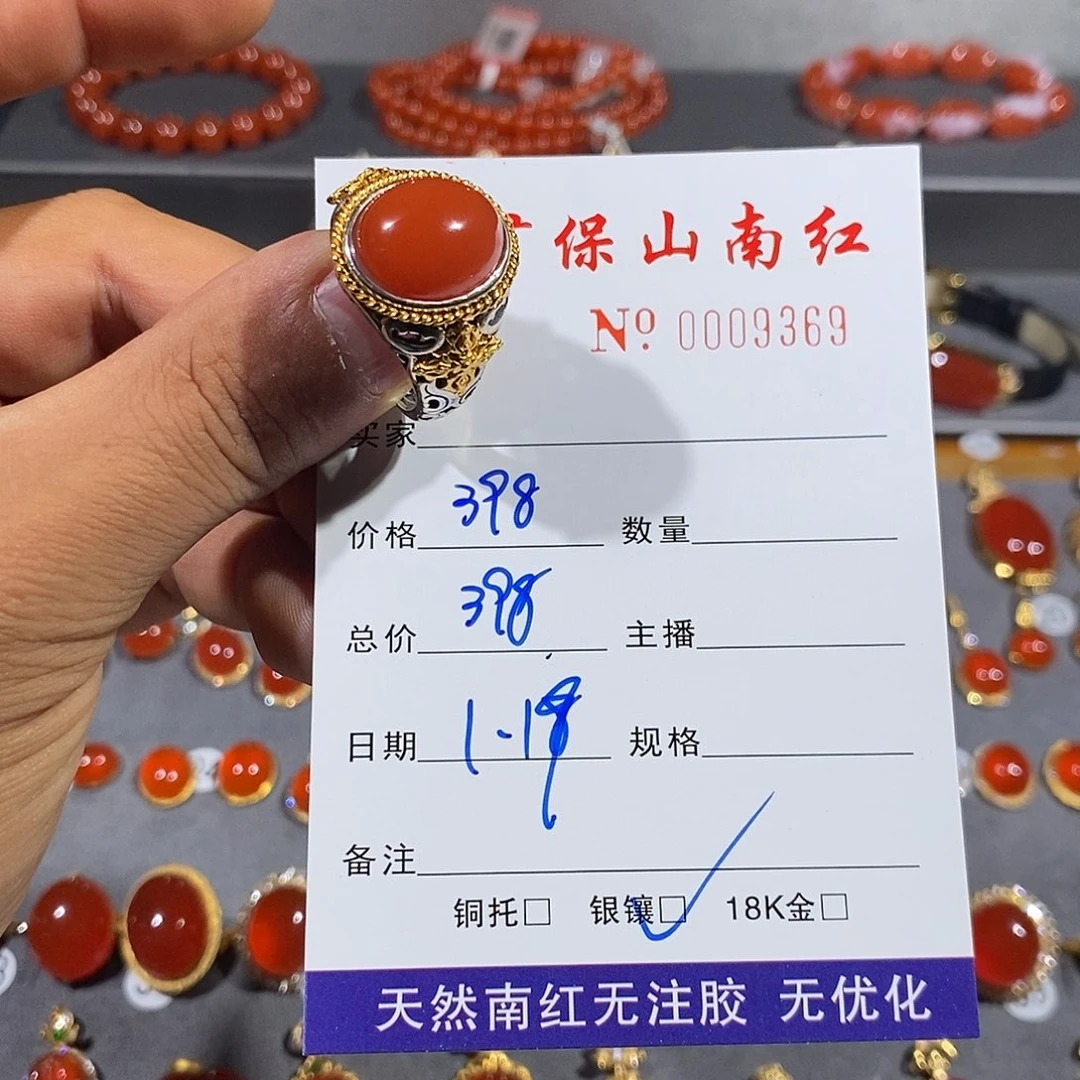 保山南红
Nº 0009369
买家
价格 398 数量
总价 398 主播
日期 规格
备注
铜托□ 银镶□ 18K金□
天然南红无注胶 无优化